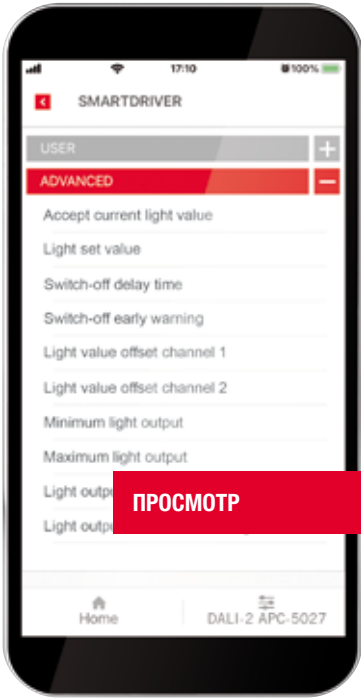 17:10
100%
SMARTDRIVER
USER
ADVANCED
Accept current light value
Light set value
Switch-off delay time
Switch-off early warning
Light value offset channel 1
Light value offset channel 2
Minimum light output
Maximum light output
Light
ПРОСМОТР
Light
Home
DALI-2 APC-5027